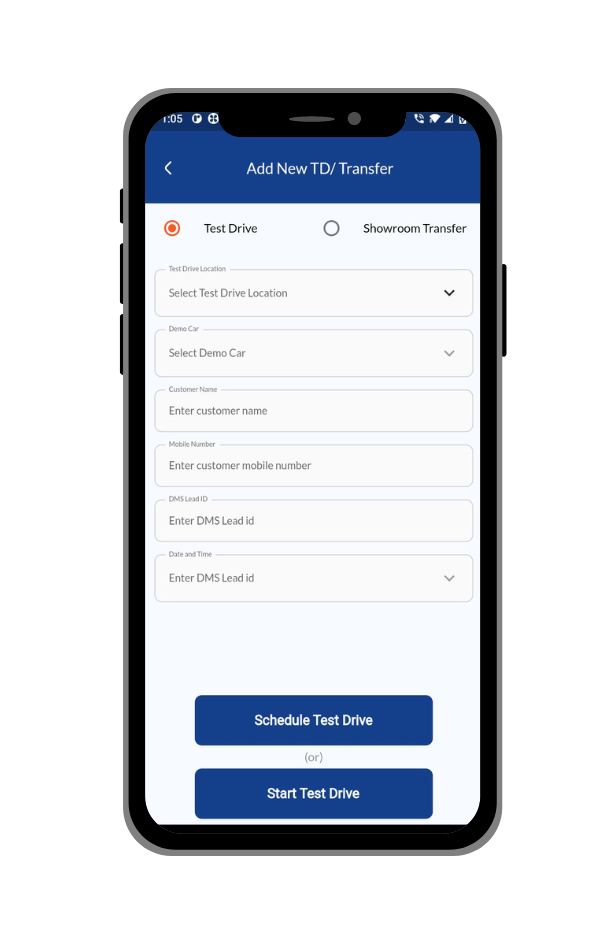 1:05
Add New TD/ Transfer
Test Drive
Showroom Transfer
Test Drive Location
Select Test Drive Location
Demo Car
Select Demo Car
Customer Name
Enter customer name
Mobile Number
Enter customer mobile number
DMS Lead ID
Enter DMS Lead id
Date and Time
Enter DMS Lead id
Schedule Test Drive
(or)
Start Test Drive